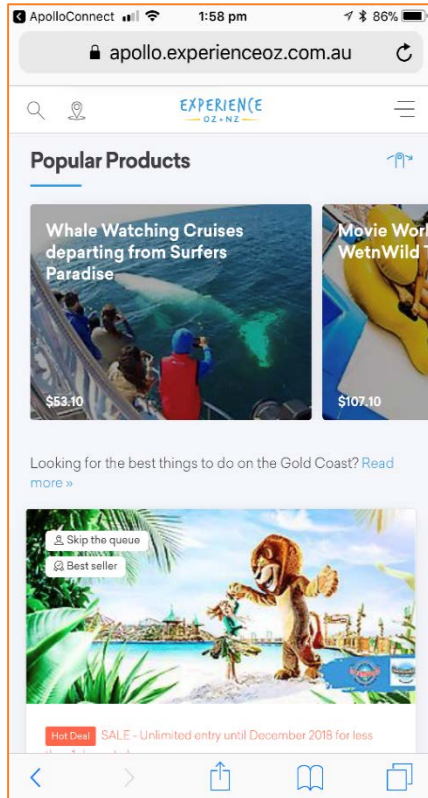 ApolloConnect 1:58 pm 86%
apollo.experienceoz.com.au
EXPERIENCE
OZ+NZ
Popular Products
Whale Watching Cruises
departing from Surfers
Paradise
$53.10
Movie Worl
WetnWild T
$107.10
Looking for the best things to do on the Gold Coast? Read
more »
Skip the queue
Best seller
Hot Deal SALE - Unlimited entry until December 2018 for less